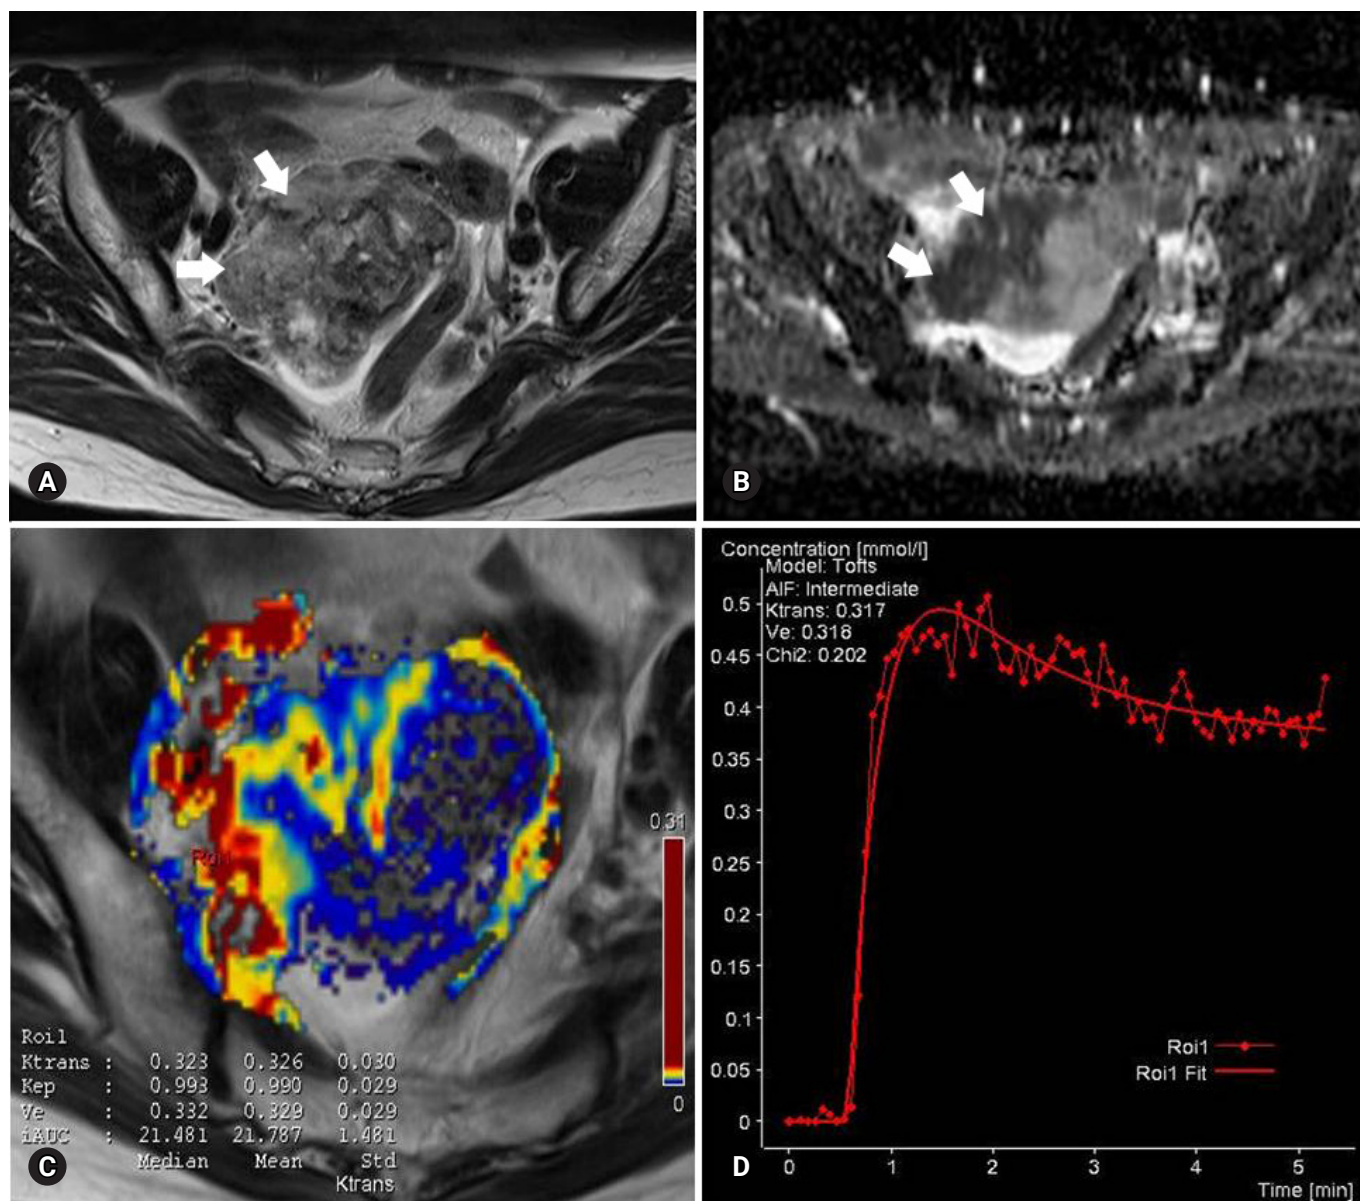 A
B
Roi1
0.31
0
Roi1
Ktrans : 0.323 0.326 0.030
Kep : 0.993 0.990 0.029
Ve : 0.332 0.329 0.029
iAUC : 21.481 21.787 1.481
Median Mean Std
Ktrans
C
Concentration [mmol/l]
Model: Tofts
AIF: Intermediate
Ktrans: 0.317
Ve: 0.318
Chi2: 0.202
0.5
0.45
0.4
0.35
0.3
0.25
0.2
0.15
0.1
0.05
0
Roi1
Roi1 Fit
0 1 2 3 4 5
Time [min]
D